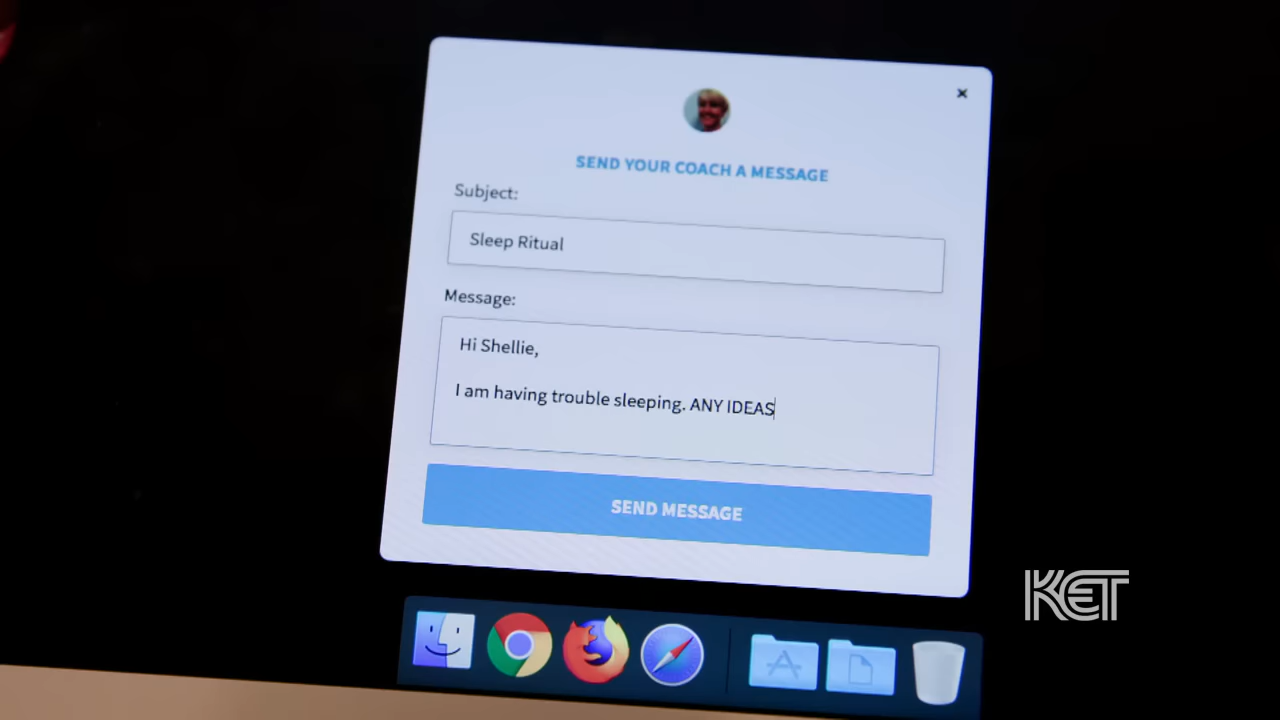 SEND YOUR COACH A MESSAGE
Subject:
Sleep Ritual
Message:
Hi Shellie,
I am having trouble sleeping. ANY IDEAS
SEND MESSAGE
KET